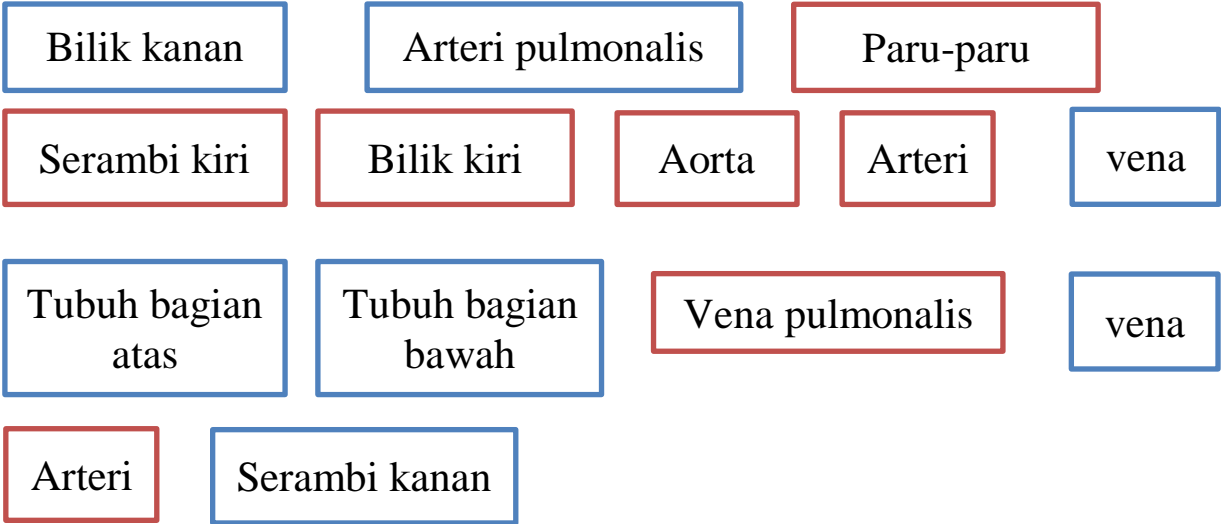 Bilik kanan
Arteri pulmonalis
Paru-paru
Serambi kiri
Bilik kiri
Aorta
Arteri
vena
Tubuh bagian
atas
Tubuh bagian
bawah
Vena pulmonalis
vena
Arteri
Serambi kanan